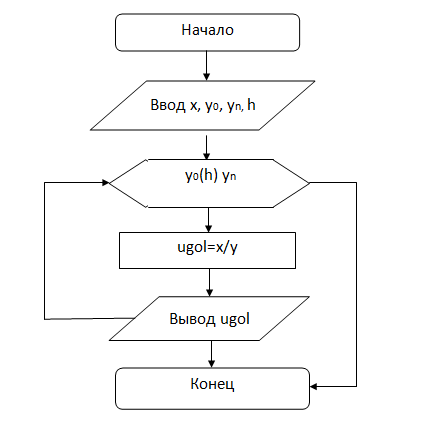 Начало
Ввод x, y₀, yₙ, h
y₀(h) yₙ
ugol=x/y
Вывод ugol
Конец